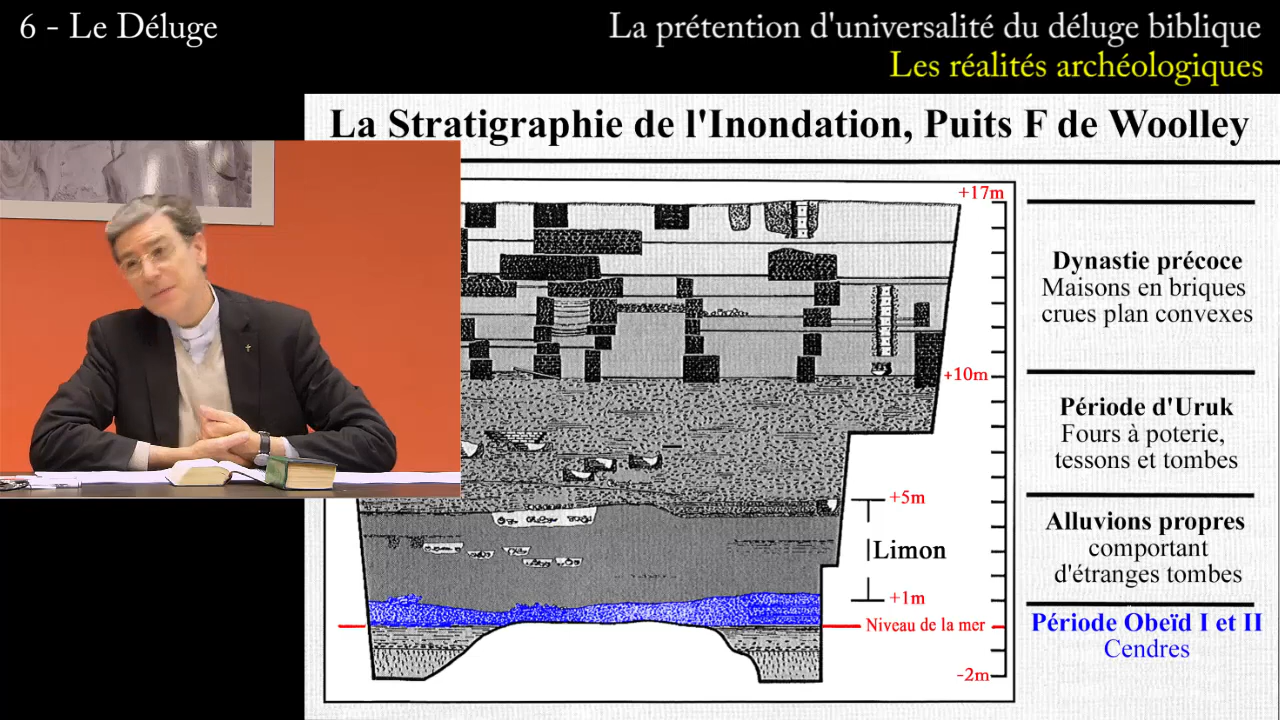 6 - Le Déluge
La prétention d'universalité du déluge biblique
Les réalités archéologiques
La Stratigraphie de l'Inondation, Puits F de Woolley
+17m
Dynastie précoce
Maisons en briques
crues plan convexes
+10m
Période d'Uruk
Fours à poterie,
tessons et tombes
+5m
Limon
+1m
Alluvions propres
comportant
d'étranges tombes
Niveau de la mer
-2m
Période Obeïd I et II
Cendres